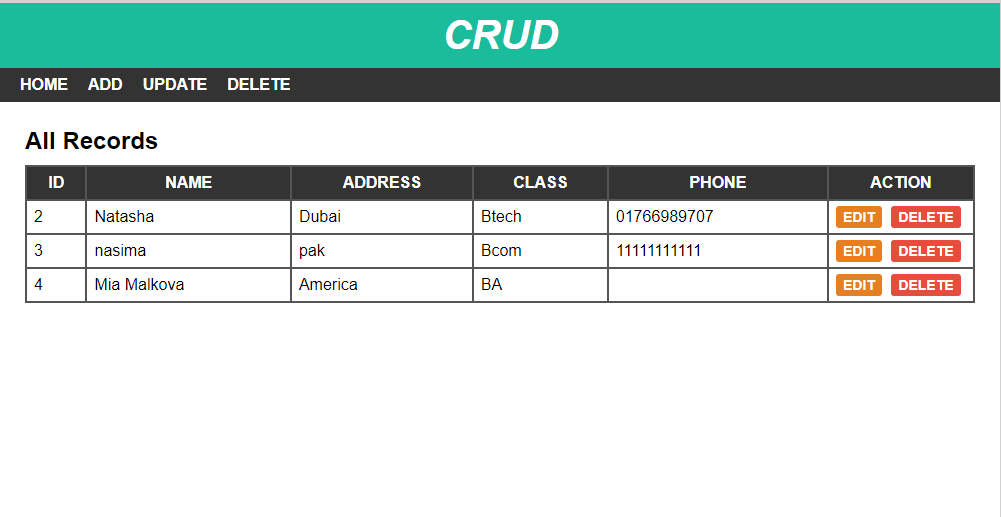 CRUD
HOME ADD UPDATE DELETE
All Records
ID NAME ADDRESS CLASS PHONE ACTION
2 Natasha Dubai Btech 01766989707 EDIT DELETE
3 nasima pak Bcom 11111111111 EDIT DELETE
4 Mia Malkova America BA EDIT DELETE